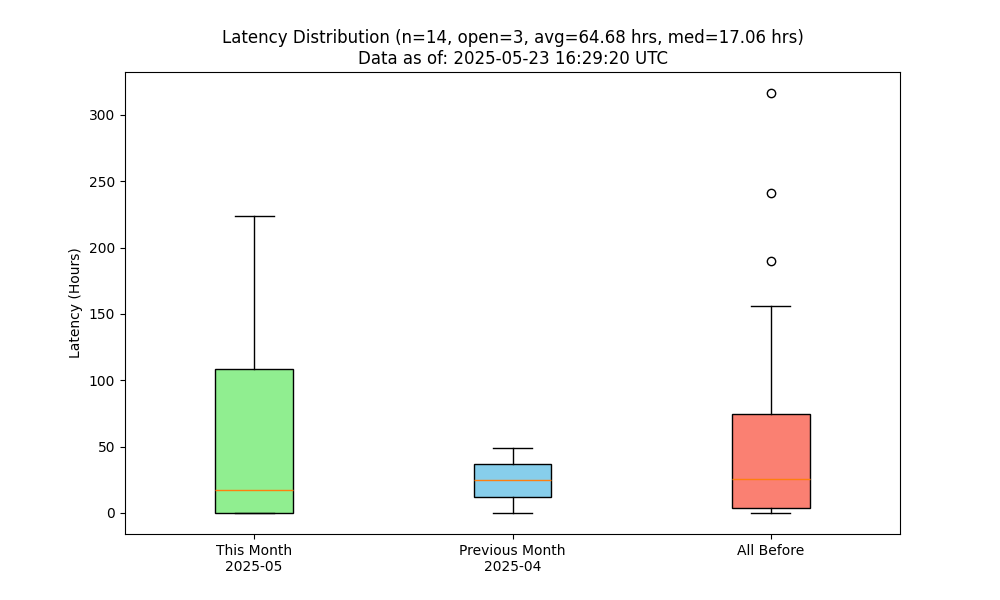 Latency Distribution (n=14, open=3, avg=64.68 hrs, med=17.06 hrs)
Data as of: 2025-05-23 16:29:20 UTC
Latency (Hours)
300
250
200
150
100
50
0
This Month
2025-05
Previous Month
2025-04
All Before